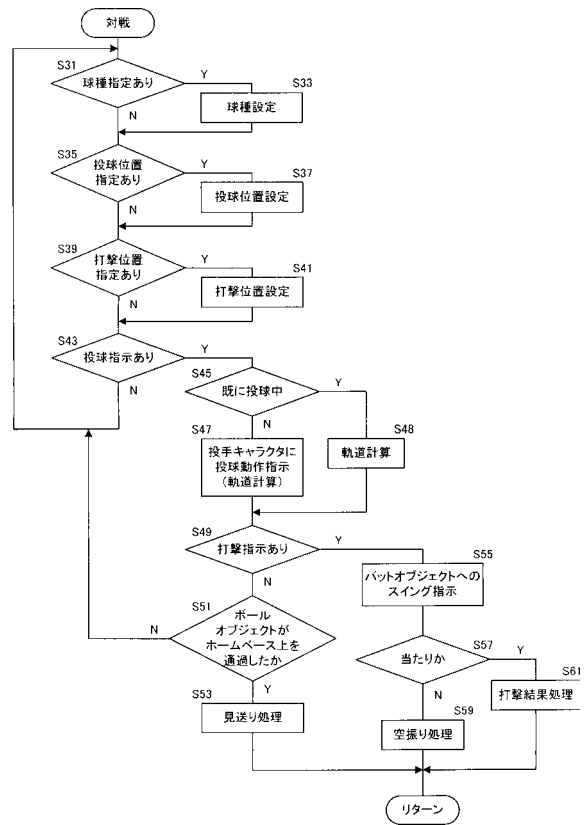 対戦
S31
球種指定あり
Y
S33
球種設定
N
S35
投球位置
指定あり
Y
S37
投球位置設定
N
S39
打撃位置
指定あり
Y
S41
打撃位置設定
N
S43
投球指示あり
Y
N
S45
既に投球中
Y
N
S47
投手キャラクタに
投球動作指示
(軌道計算)
S48
軌道計算
S49
打撃指示あり
Y
N
S55
バットオブジェクトへの
スイング指示
S51
ボール
オブジェクトが
ホームベース上を
通過したか
N
Y
S57
当たりか
Y
N
S53
見送り処理
S59
空振り処理
S61
打撃結果処理
リターン